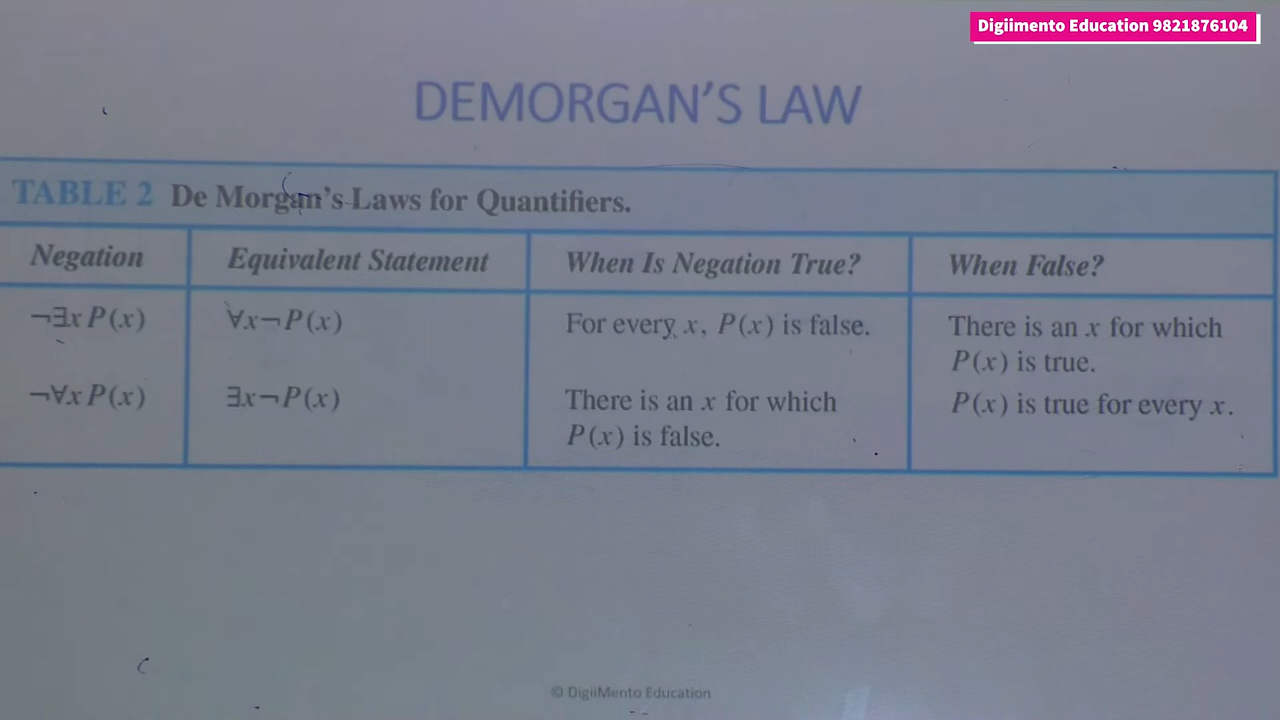 Digiimento Education 9821876104
DEMORGAN'S LAW
TABLE 2 De Morgan's Laws for Quantifiers.
Negation Equivalent Statement When Is Negation True? When False?
¬∃x P(x) ∀x¬P(x) For every x, P(x) is false. There is an x for which
P(x) is true.
¬∀x P(x) ∃x¬P(x) There is an x for which P(x) is true for every x.
P(x) is false.
© DigiiMento Education